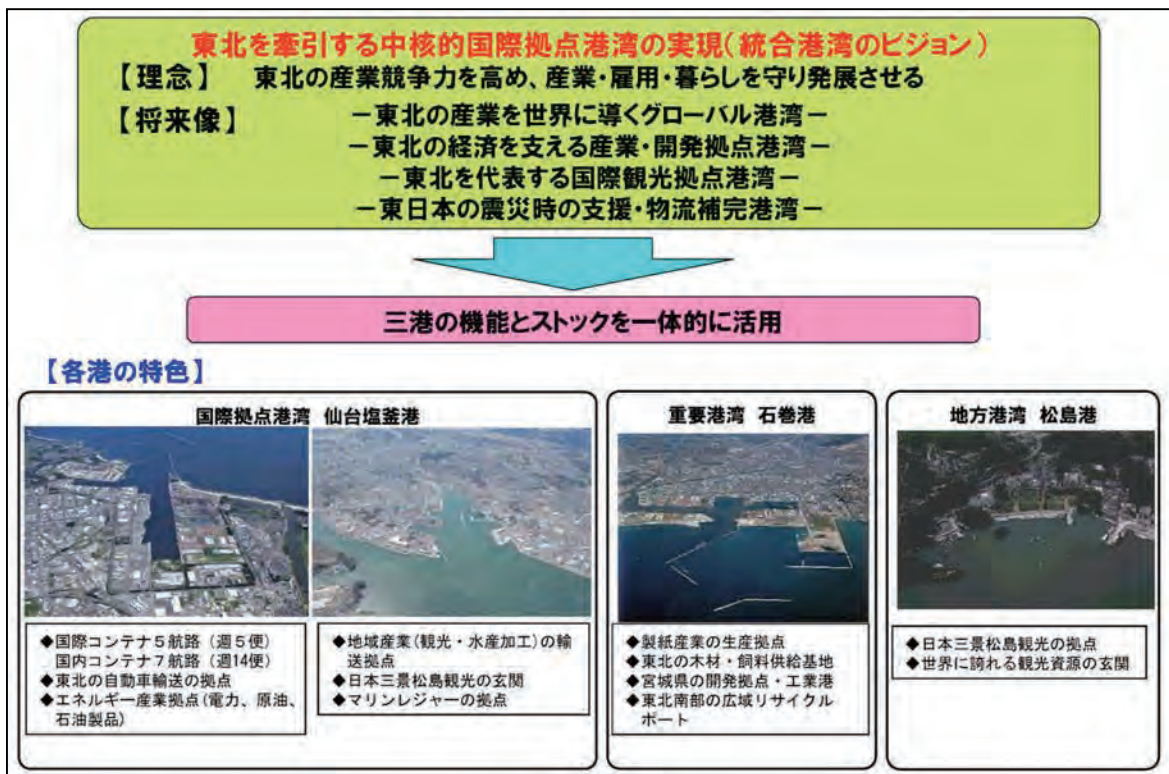 東北を牽引する中核的国際拠点港湾の実現(統合港湾のビジョン)
【理念】 東北の産業競争力を高め、産業・雇用・暮らしを守り発展させる
【将来像】 －東北の産業を世界に導くグローバル港湾－
－東北の経済を支える産業・開発拠点港湾－
－東北を代表する国際観光拠点港湾－
－東日本の震災時の支援・物流補完港湾－
三港の機能とストックを一体的に活用
【各港の特色】
国際拠点港湾 仙台塩釜港
◆国際コンテナ５航路（週５便）
国内コンテナ７航路（週14便）
◆東北の自動車輸送の拠点
◆エネルギー産業拠点(電力、原油、
石油製品)
◆地域産業(観光・水産加工)の輸
送拠点
◆日本三景松島観光の玄関
◆マリンレジャーの拠点
重要港湾 石巻港
◆製紙産業の生産拠点
◆東北の木材・飼料供給基地
◆宮城県の開発拠点・工業港
◆東北南部の広域リサイクル
ポート
地方港湾 松島港
◆日本三景松島観光の拠点
◆世界に誇れる観光資源の玄関